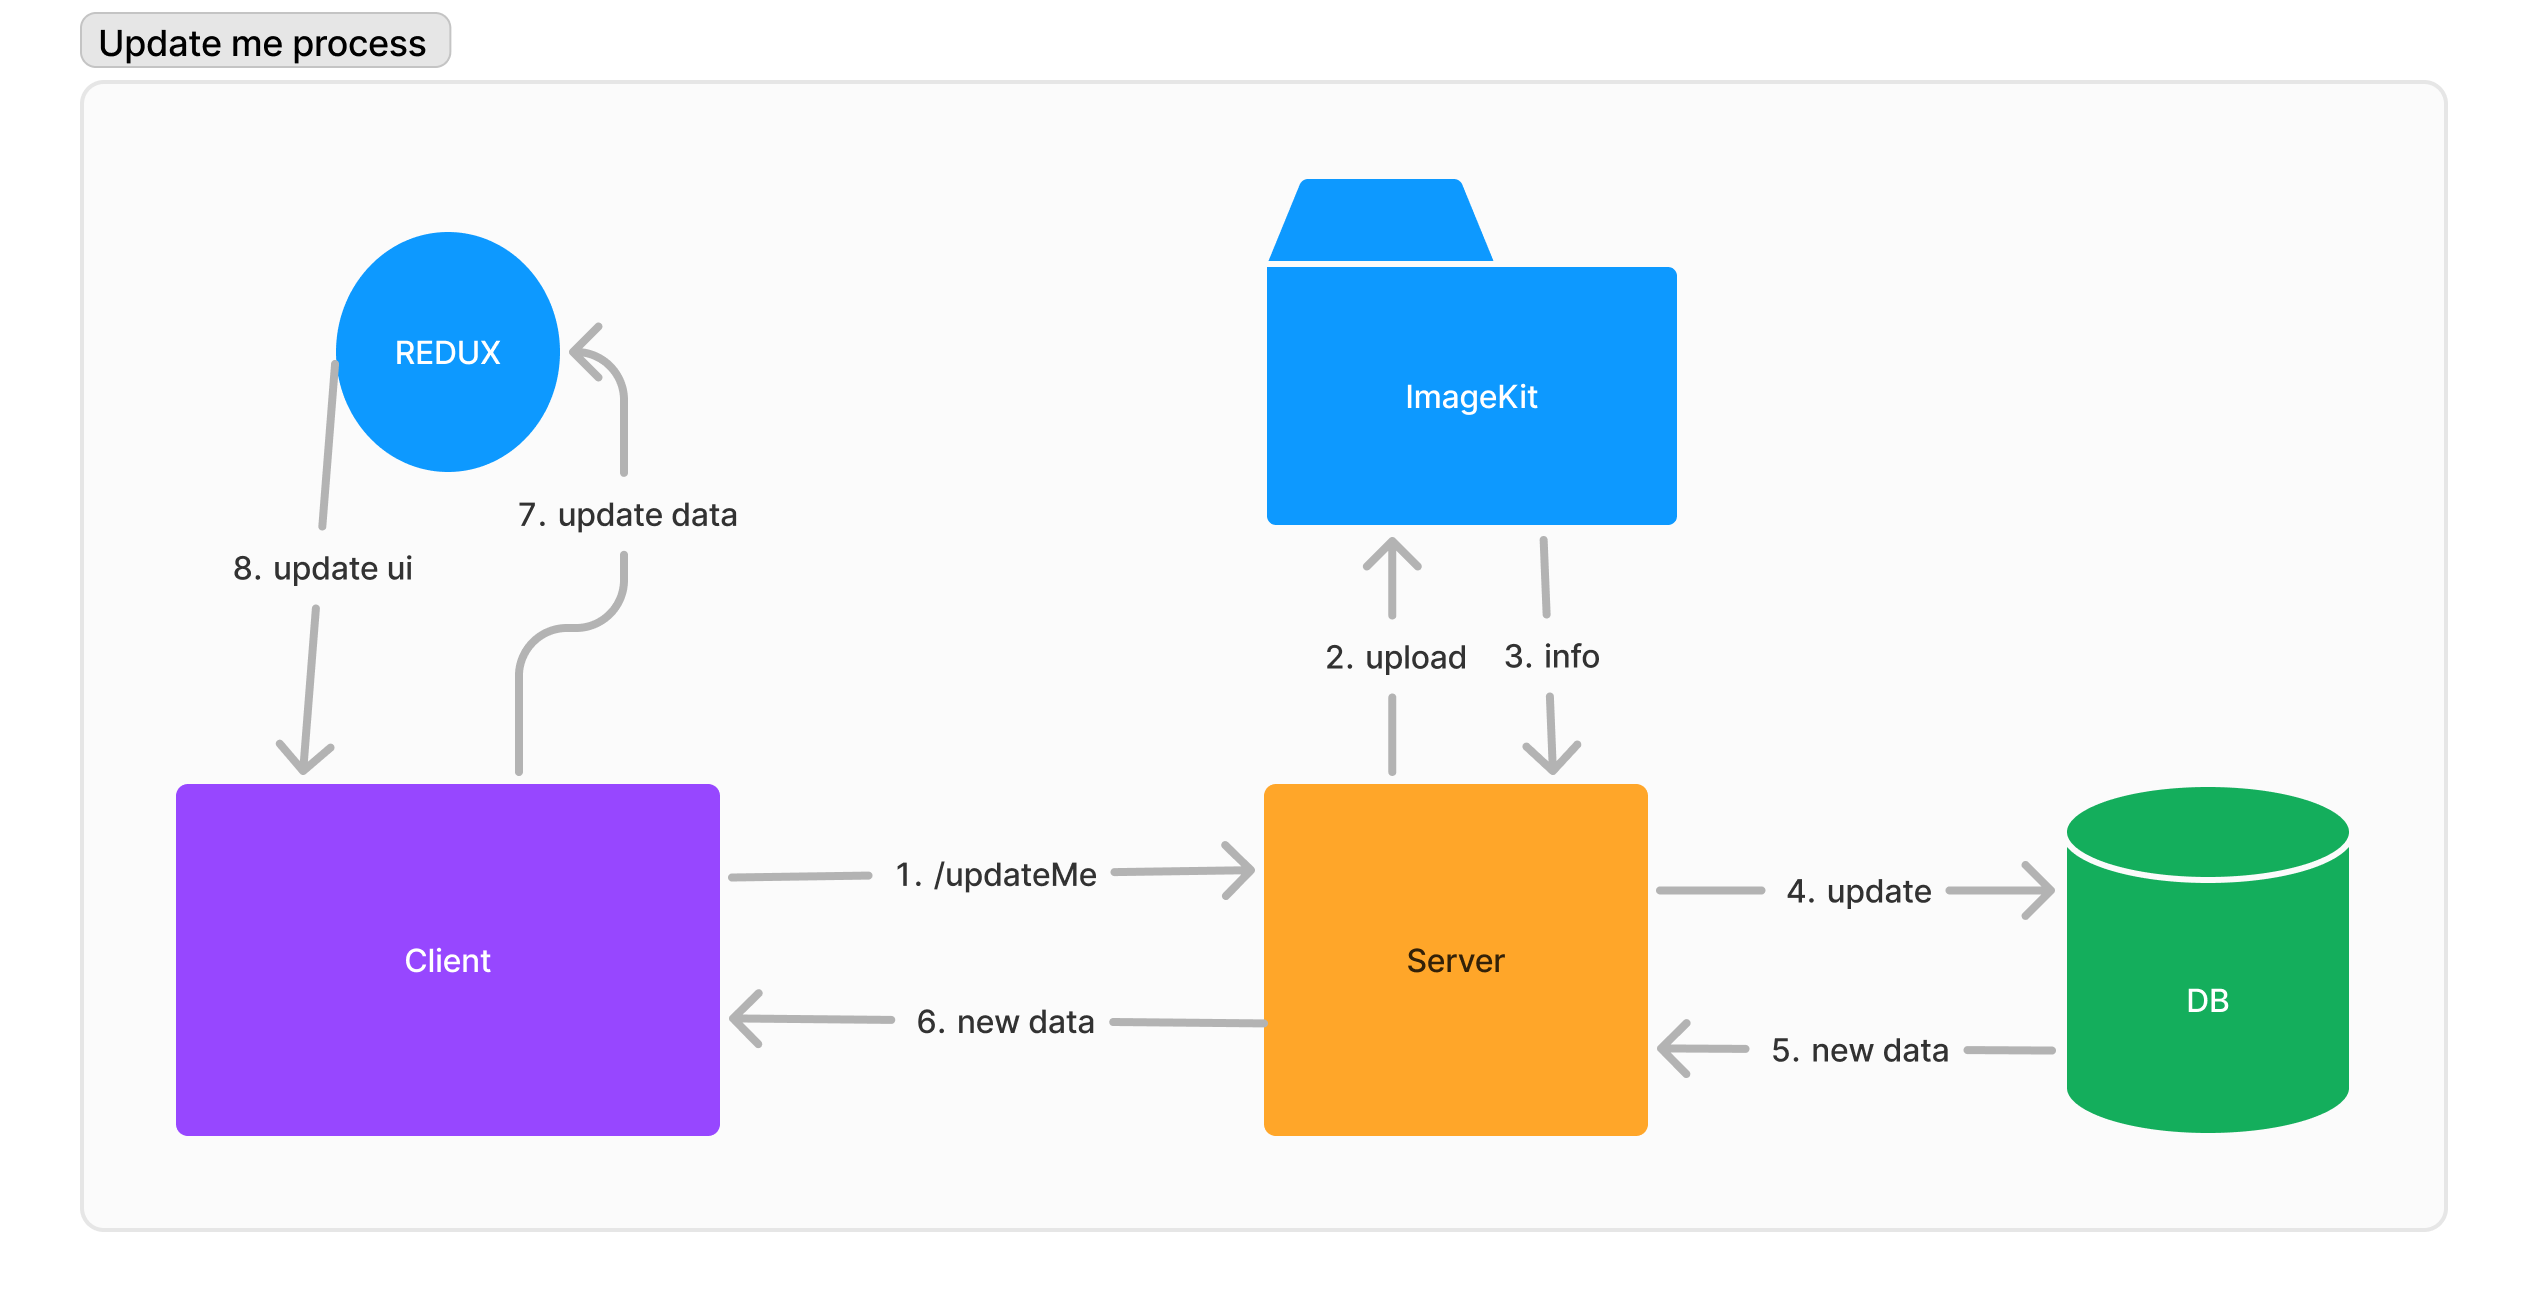 Update me process
REDUX
ImageKit
7. update data
8. update ui
2. upload
3. info
1. /updateMe
4. update
Client
Server
DB
6. new data
5. new data